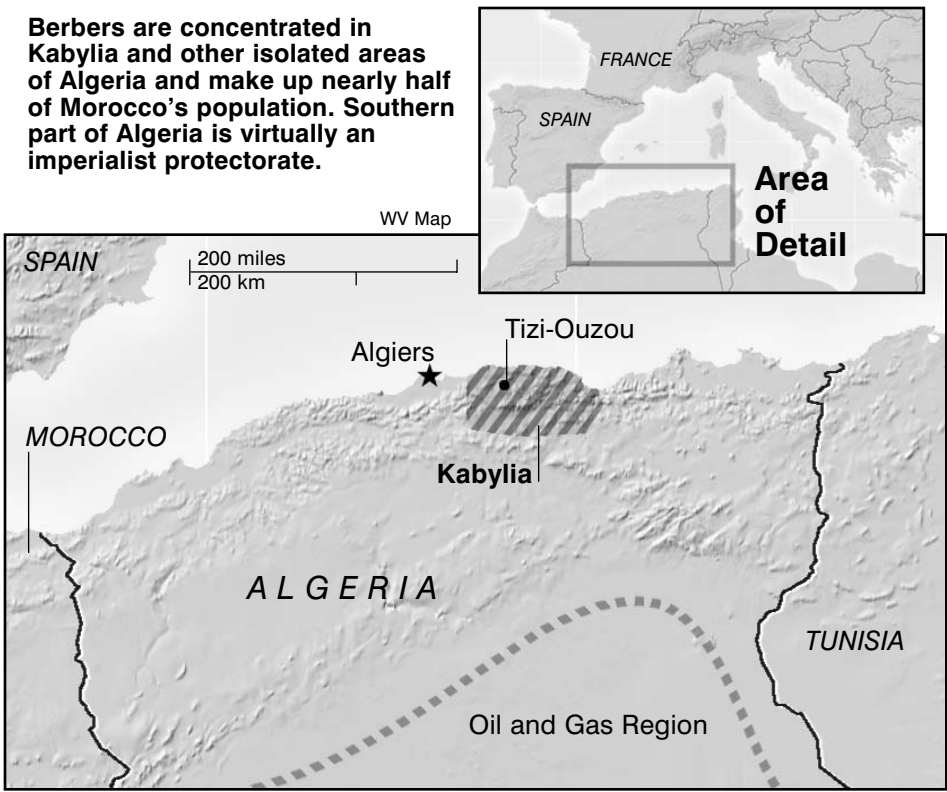 Berbers are concentrated in
Kabylia and other isolated areas
of Algeria and make up nearly half
of Morocco's population. Southern
part of Algeria is virtually an
imperialist protectorate.
FRANCE
SPAIN
Area
of
Detail
WV Map
SPAIN
200 miles
200 km
Tizi-Ouzou
Algiers
MOROCCO
Kabylia
ALGERIA
TUNISIA
Oil and Gas Region